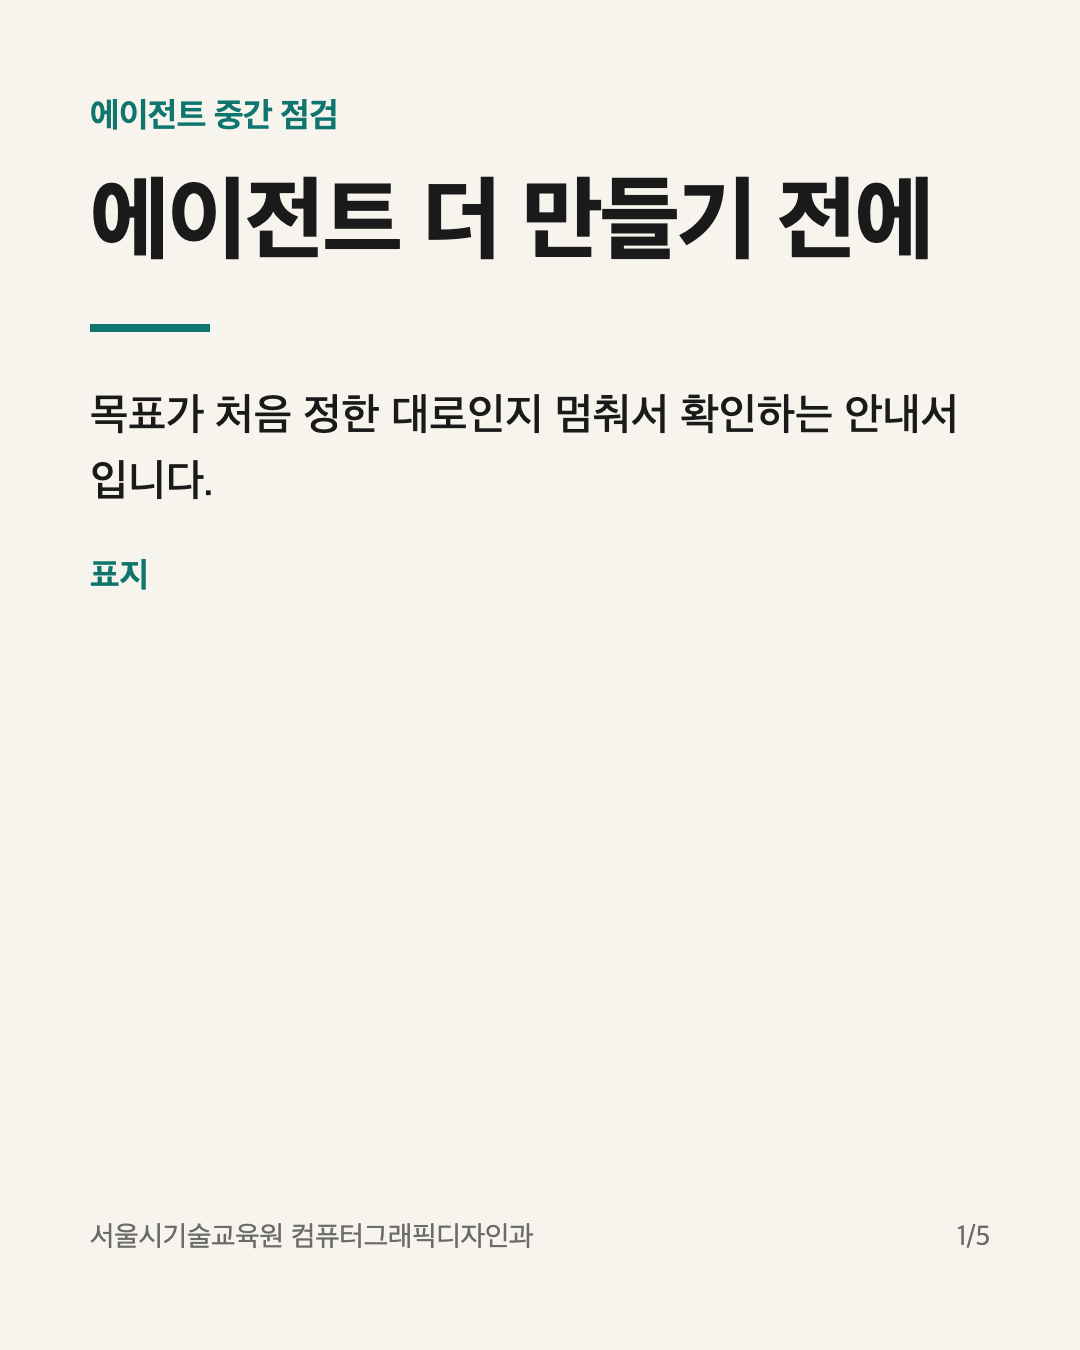 에이전트 중간 점검
에이전트 더 만들기 전에
목표가 처음 정한 대로인지 멈춰서 확인하는 안내서
입니다.
표지
서울시기술교육원 컴퓨터그래픽디자인과
1/5